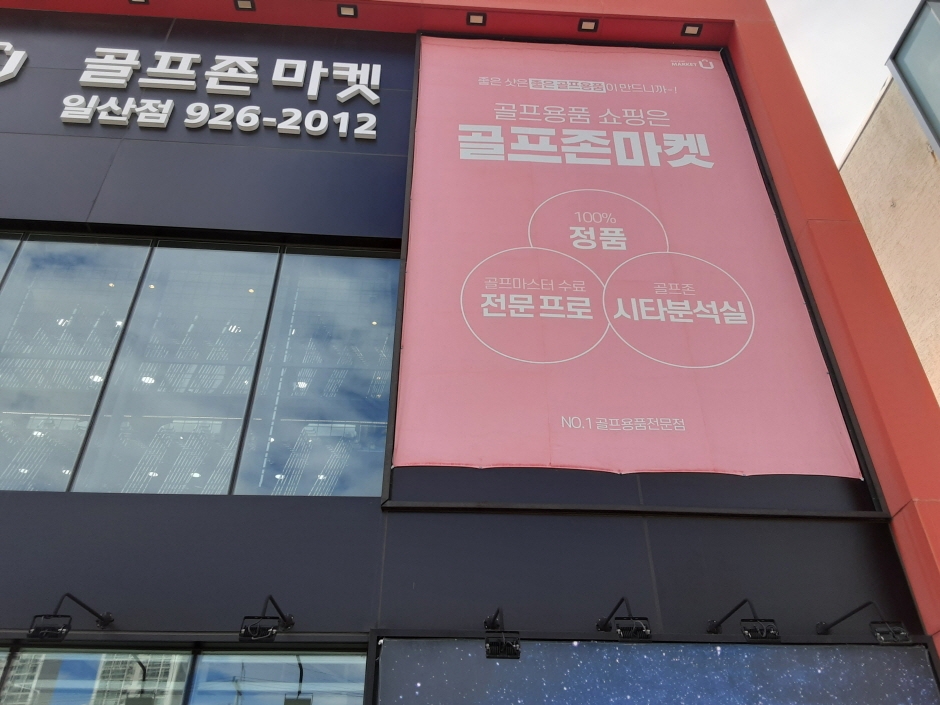 골프존 마켓
일산점 926-2012
MARKET
좋은 샷은 좋은 골프용품이 만드니까~!
골프용품 쇼핑은
골프존마켓
100%
정품
골프마스터 수료
전문 프로
골프존
시타분석실
NO.1 골프용품전문점